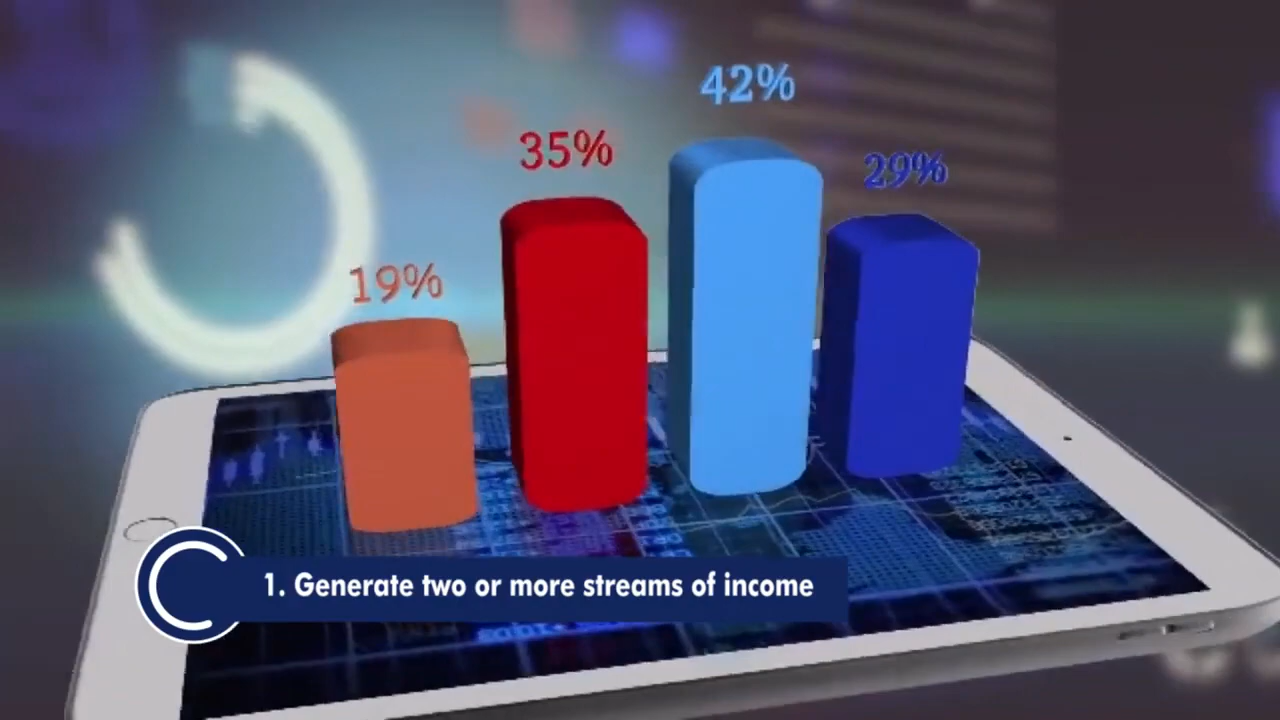 42%
35%
29%
19%
1. Generate two or more streams of income